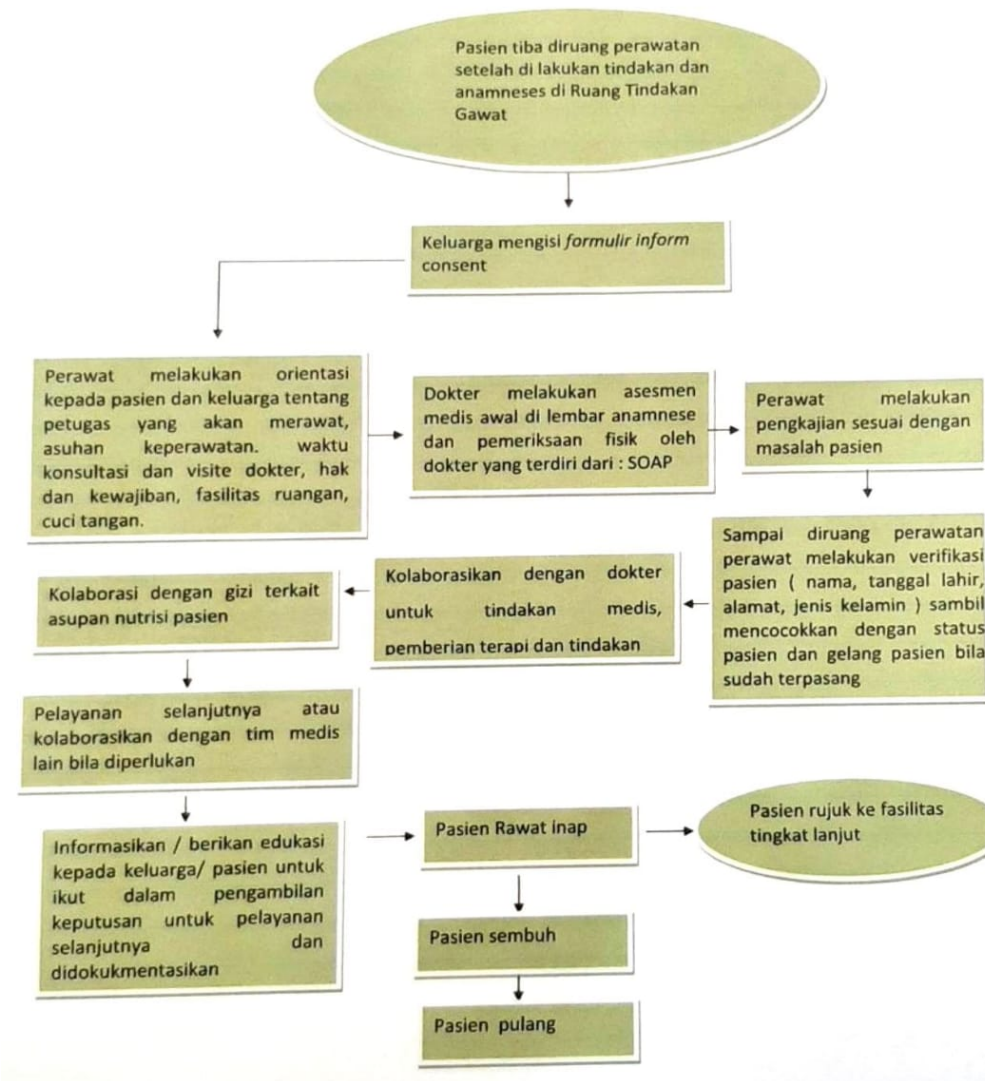 Pasien tiba diruang perawatan
setelah di lakukan tindakan dan
anamneses di Ruang Tindakan
Gawat
Keluarga mengisi formulir inform
consent
Perawat melakukan orientasi
kepada pasien dan keluarga tentang
petugas yang akan merawat,
asuhan keperawatan. waktu
konsultasi dan visite dokter, hak
dan kewajiban, fasilitas ruangan,
cuci tangan.
Dokter melakukan asesmen
medis awal di lembar anamnese
dan pemeriksaan fisik oleh
dokter yang terdiri dari : SOAP
Perawat melakukan
pengkajian sesuai dengan
masalah pasien
Sampai diruang perawatan
perawat melakukan verifikasi
pasien ( nama, tanggal lahir,
alamat, jenis kelamin ) sambil
mencocokkan dengan status
pasien dan gelang pasien bila
sudah terpasang
Kolaborasikan dengan dokter
untuk tindakan medis,
pemberian terapi dan tindakan
Kolaborasi dengan gizi terkait
asupan nutrisi pasien
Pelayanan selanjutnya atau
kolaborasikan dengan tim medis
lain bila diperlukan
Informasikan / berikan edukasi
kepada keluarga/ pasien untuk
ikut dalam pengambilan
keputusan untuk pelayanan
selanjutnya dan
didokukmentasikan
Pasien Rawat inap
Pasien rujuk ke fasilitas
tingkat lanjut
Pasien sembuh
Pasien pulang